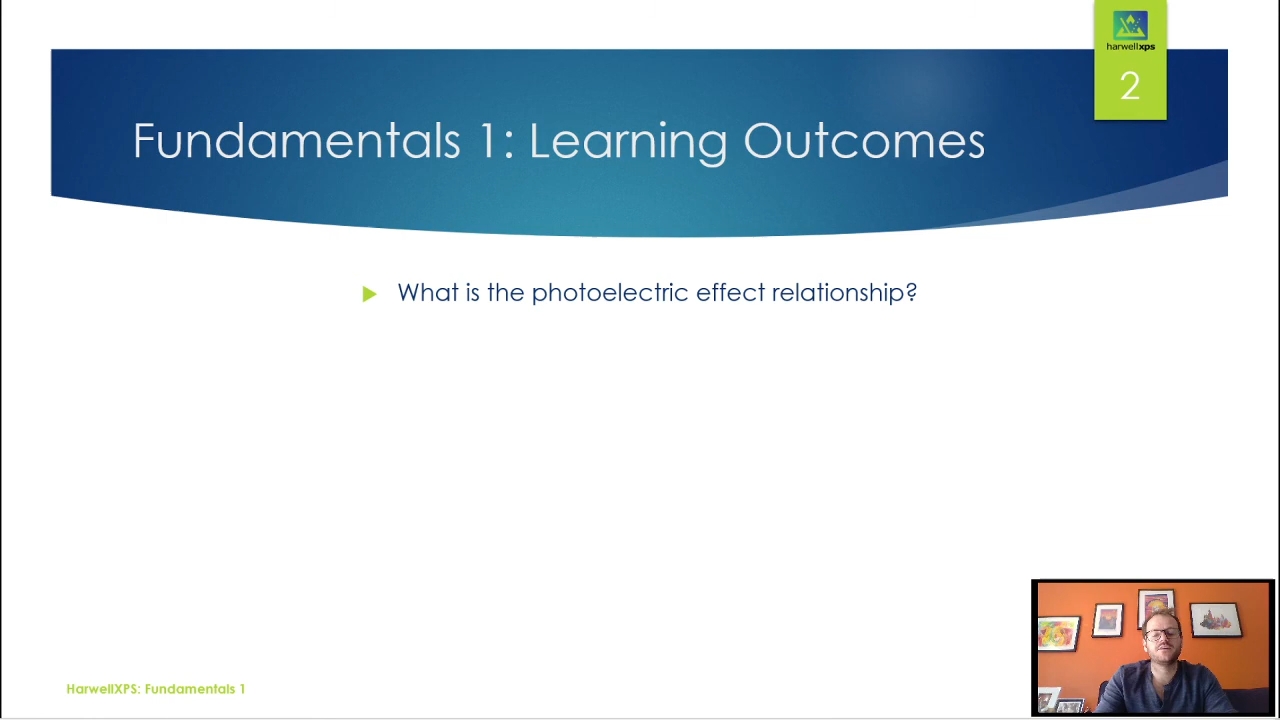 harwellxps
2
Fundamentals 1: Learning Outcomes
What is the photoelectric effect relationship?
HarwellXPS: Fundamentals 1